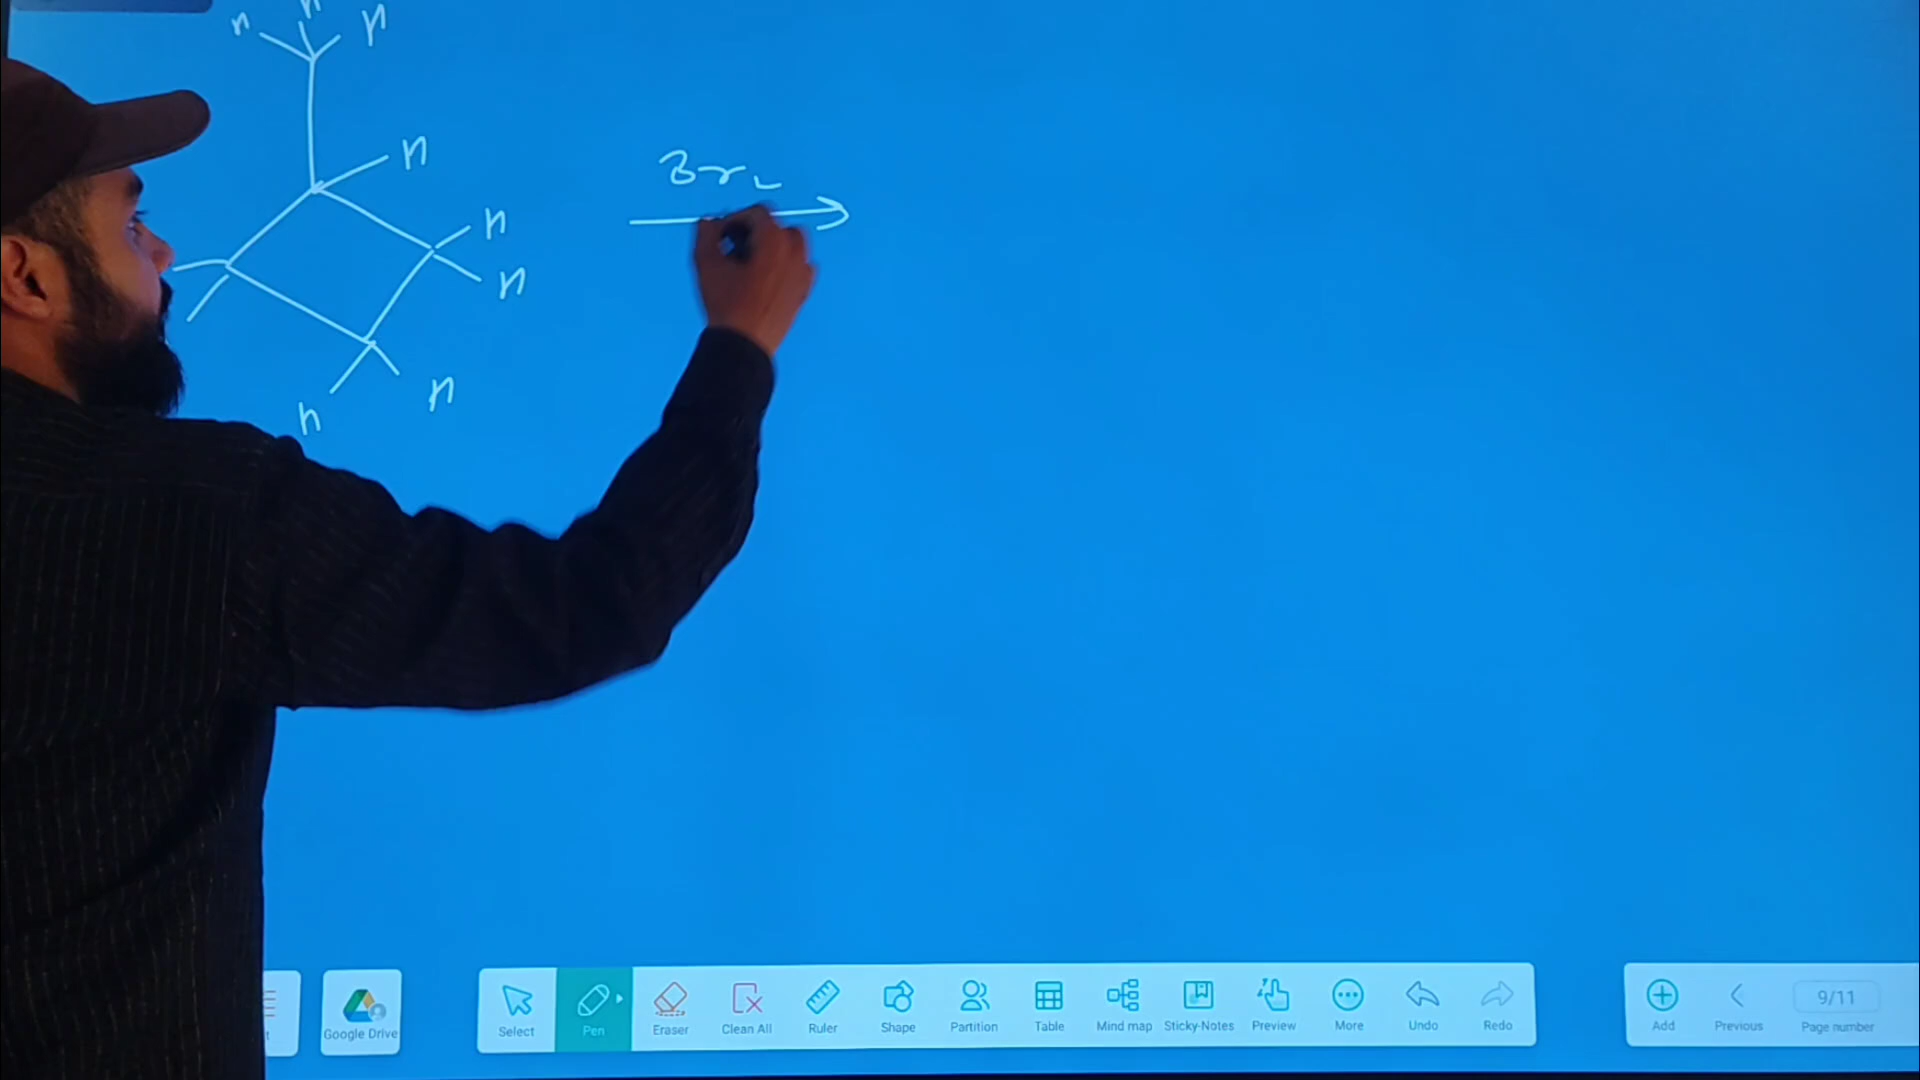 H H H
H
Br2
H
H
H
H
t
Google Drive
Select
Pen
Eraser
Clean All
Ruler
Shape
Partition
Table
Mind map
Sticky-Notes
Preview
More
Undo
Redo
Add
Previous
9/11
Page number